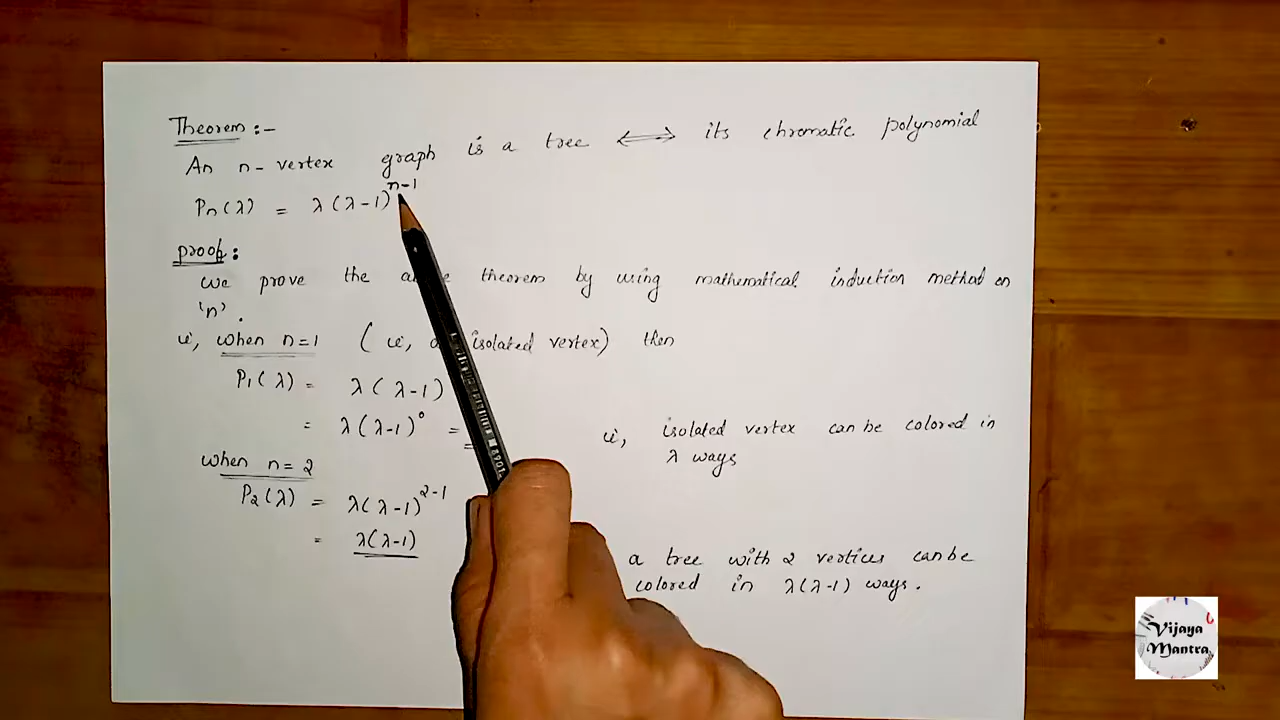 Theorem :-
An n- vertex graph is a tree ⟷ its chromatic polynomial
Pn(λ) = λ(λ-1)^n-1
proof:
we prove the theorem by using mathematical induction method on
'n'.
when n=1 ( isolated vertex) then
P1(λ) = λ(λ-1)
= λ(λ-1)^0 =
isolated vertex can be colored in
λ ways
when n=2
P2(λ) = λ(λ-1)^2-1
= λ(λ-1)
a tree with 2 vertices can be
colored in λ(λ-1) ways.
Vijaya
Mantra
8901